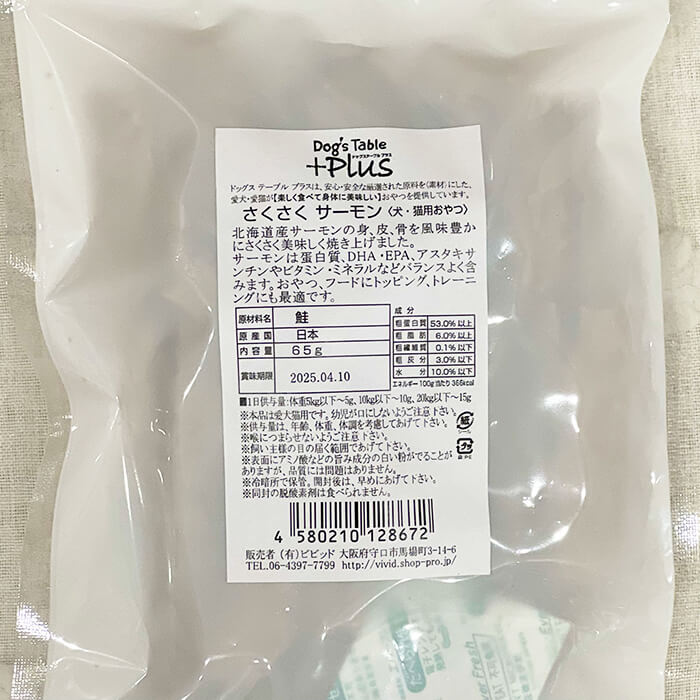 Dog's Table
+Plus
ドッグステーブル プラス
ドッグス テーブル プラスは、安心・安全な厳選された原料を《素材》にした、
愛犬・愛猫が【楽しく食べて身体に美味しい】おやつを提供しています。
さくさく サーモン〈犬・猫用おやつ〉
北海道産サーモンの身、皮、骨を風味豊か
にさくさく美味しく焼き上げました。
サーモンは蛋白質、DHA・EPA、アスタキサ
ンチンやビタミン・ミネラルなどバランスよく含
みます。おやつ、フードにトッピング、トレーニ
ングにも最適です。
原材料名 鮭
原産国 日本
内容量 65g
賞味期限 2025.04.10
成分
粗蛋白質 53.0%以上
粗脂肪 6.0%以上
粗繊維質 0.1%以下
粗灰分 3.0%以下
水分 10.0%以下
エネルギー 100g当たり 366kcal
■1日供与量:体重5kg以下〜5g、10kg以下〜10g、20kg以下〜15g
※本品は愛犬猫用です。幼児が口にしないようご注意下さい。
※供与量は、年齢、体重、体調を考慮してあげて下さい。
※喉につまらせないようご注意下さい。
※飼い主様の目の届く範囲であげて下さい。
※表面にアミノ酸などの旨み成分の白い粉がでることが
ありますが、品質には問題はありません。
※冷暗所で保管。開封後は、早めにあげて下さい。
※同封の脱酸素剤は食べられません。
紙
シール
プラ
袋:PE
4 580210 128672
販売者 (有)ビビッド 大阪府守口市馬場町3-14-6
TEL.06-4397-7799 http://vivid.shop-pro.jp/